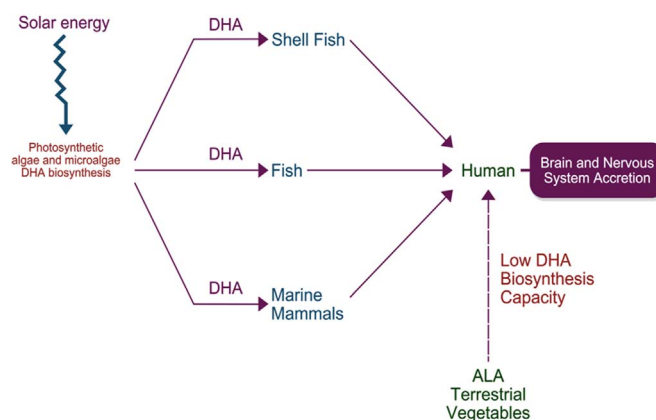 Solar energy
DHA
Shell Fish
Photosynthetic
algae and microalgae
DHA biosynthesis
DHA
Fish
Human
Brain and Nervous
System Accretion
DHA
Marine
Mammals
Low DHA
Biosynthesis
Capacity
ALA
Terrestrial
Vegetables